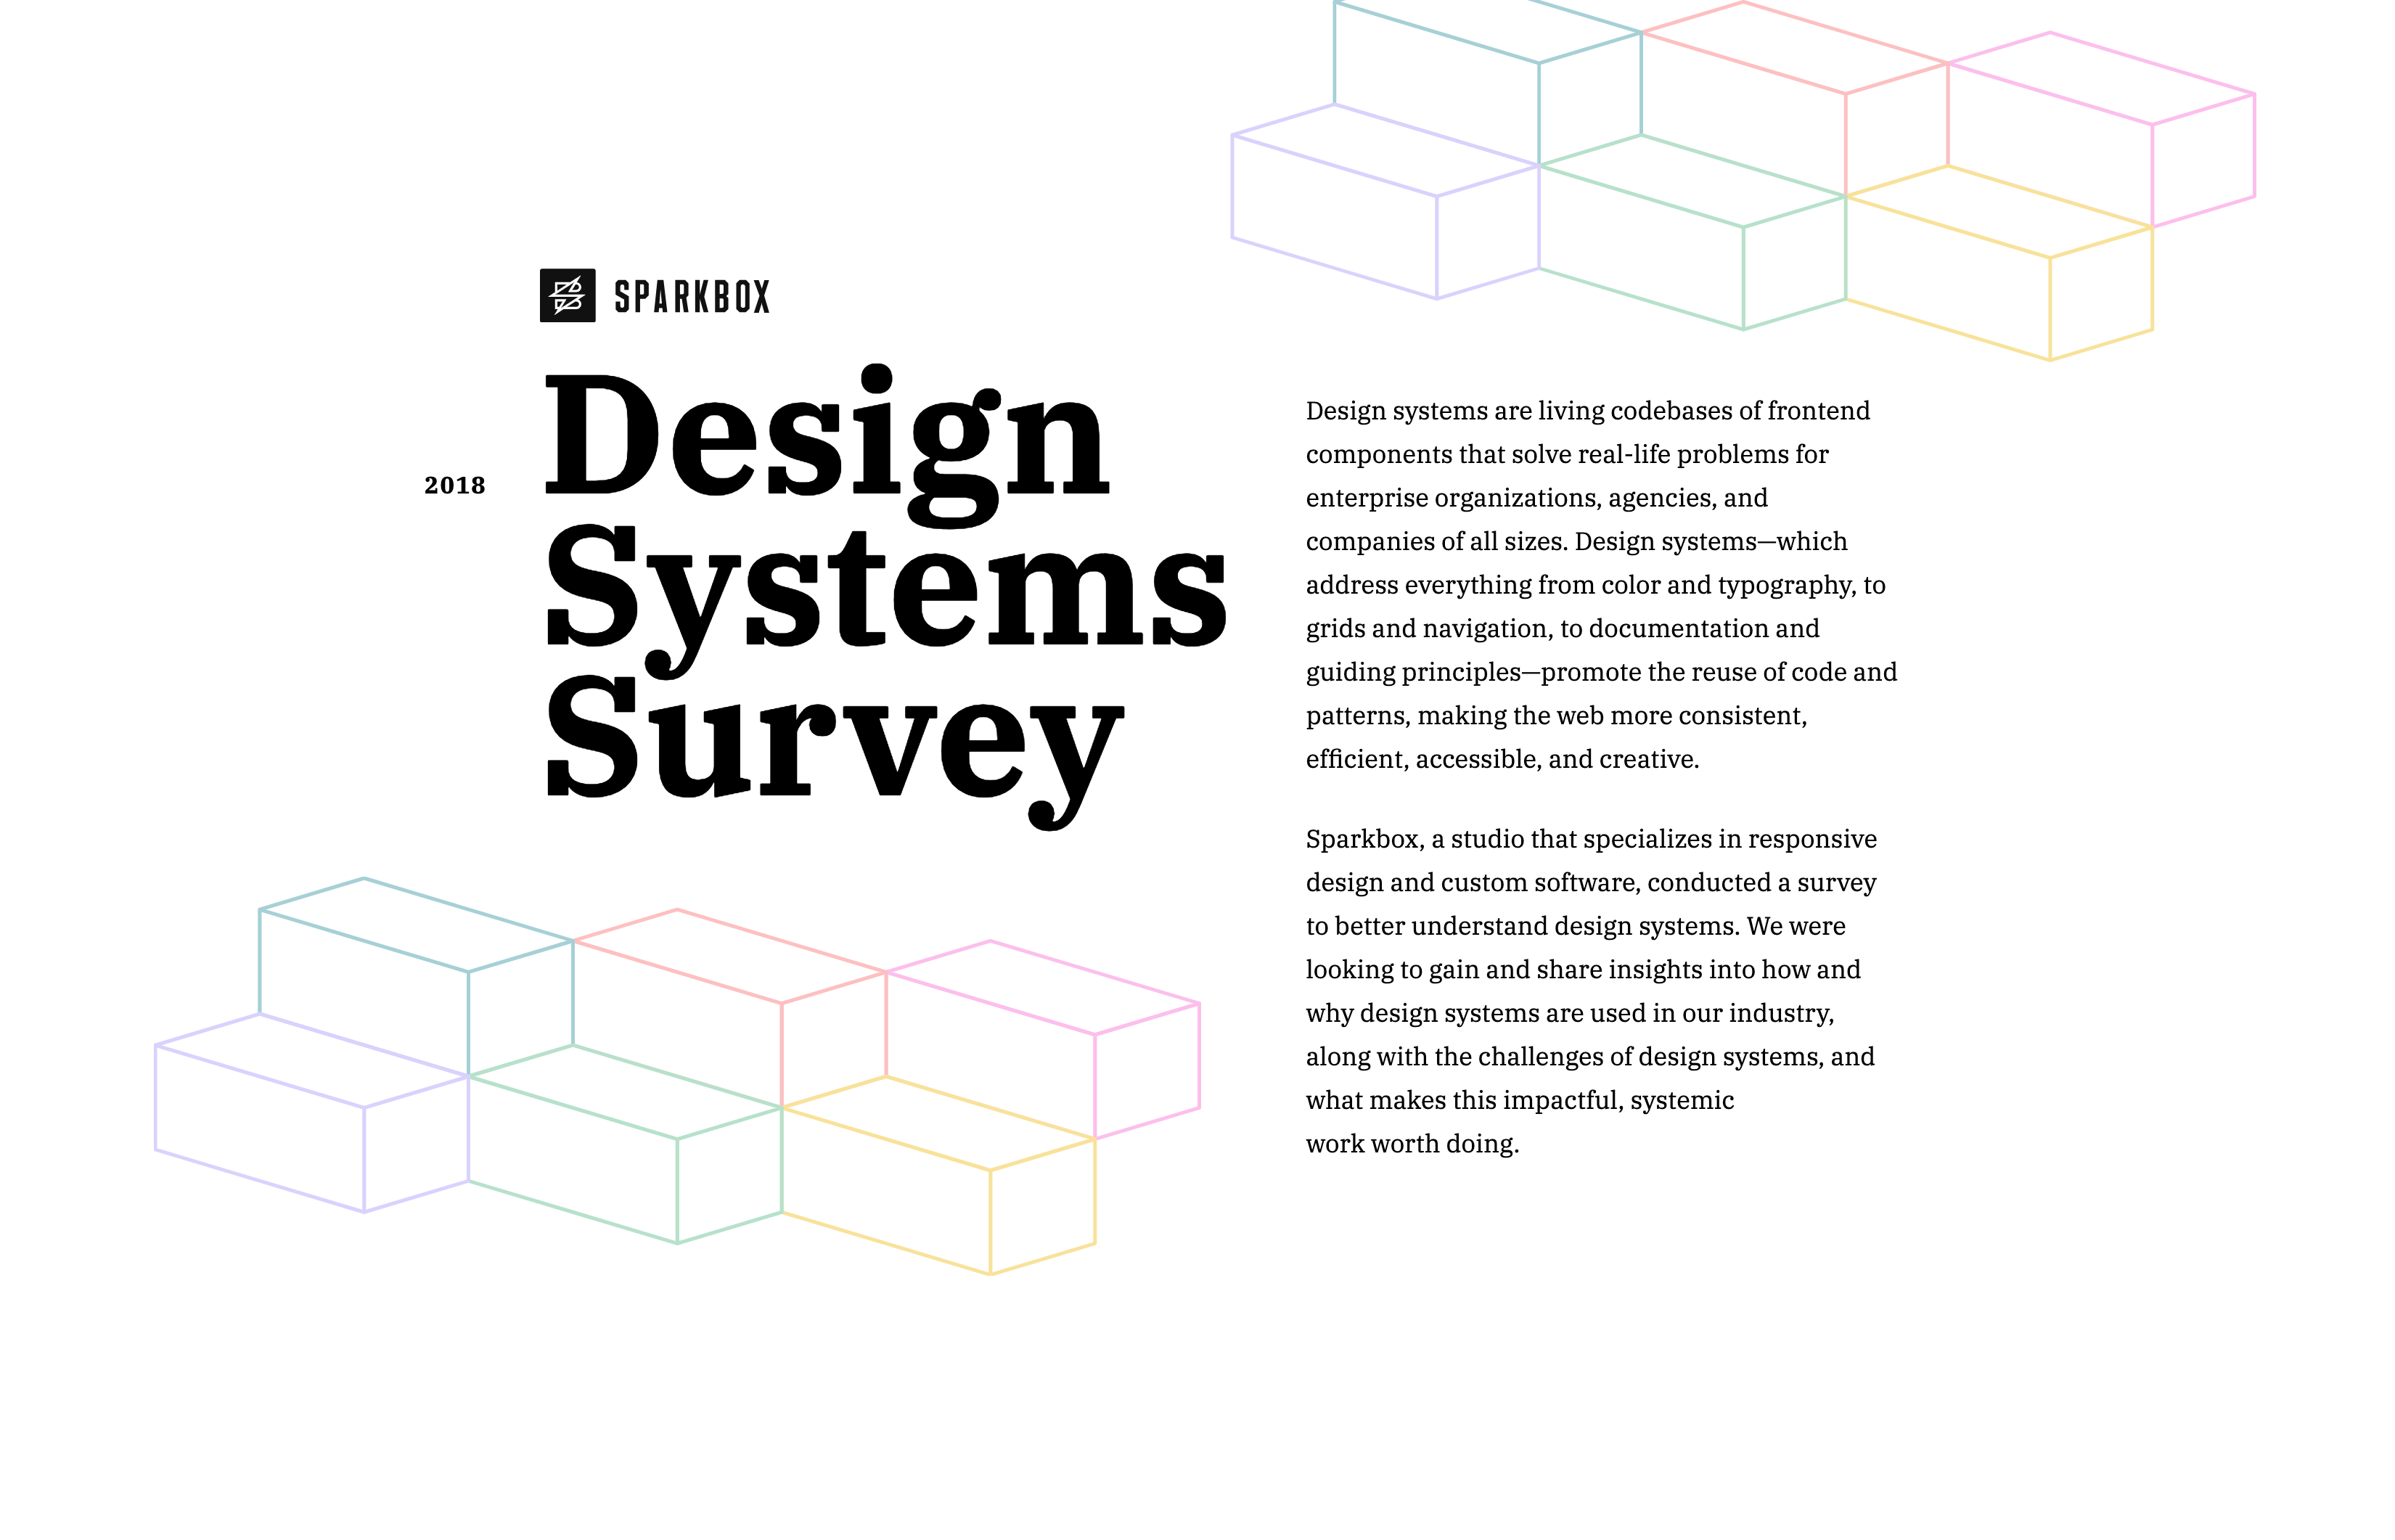 SPARKBOX
2018
Design
Systems
Survey
Design systems are living codebases of frontend
components that solve real-life problems for
enterprise organizations, agencies, and
companies of all sizes. Design systems—which
address everything from color and typography, to
grids and navigation, to documentation and
guiding principles—promote the reuse of code and
patterns, making the web more consistent,
efficient, accessible, and creative.
Sparkbox, a studio that specializes in responsive
design and custom software, conducted a survey
to better understand design systems. We were
looking to gain and share insights into how and
why design systems are used in our industry,
along with the challenges of design systems, and
what makes this impactful, systemic
work worth doing.